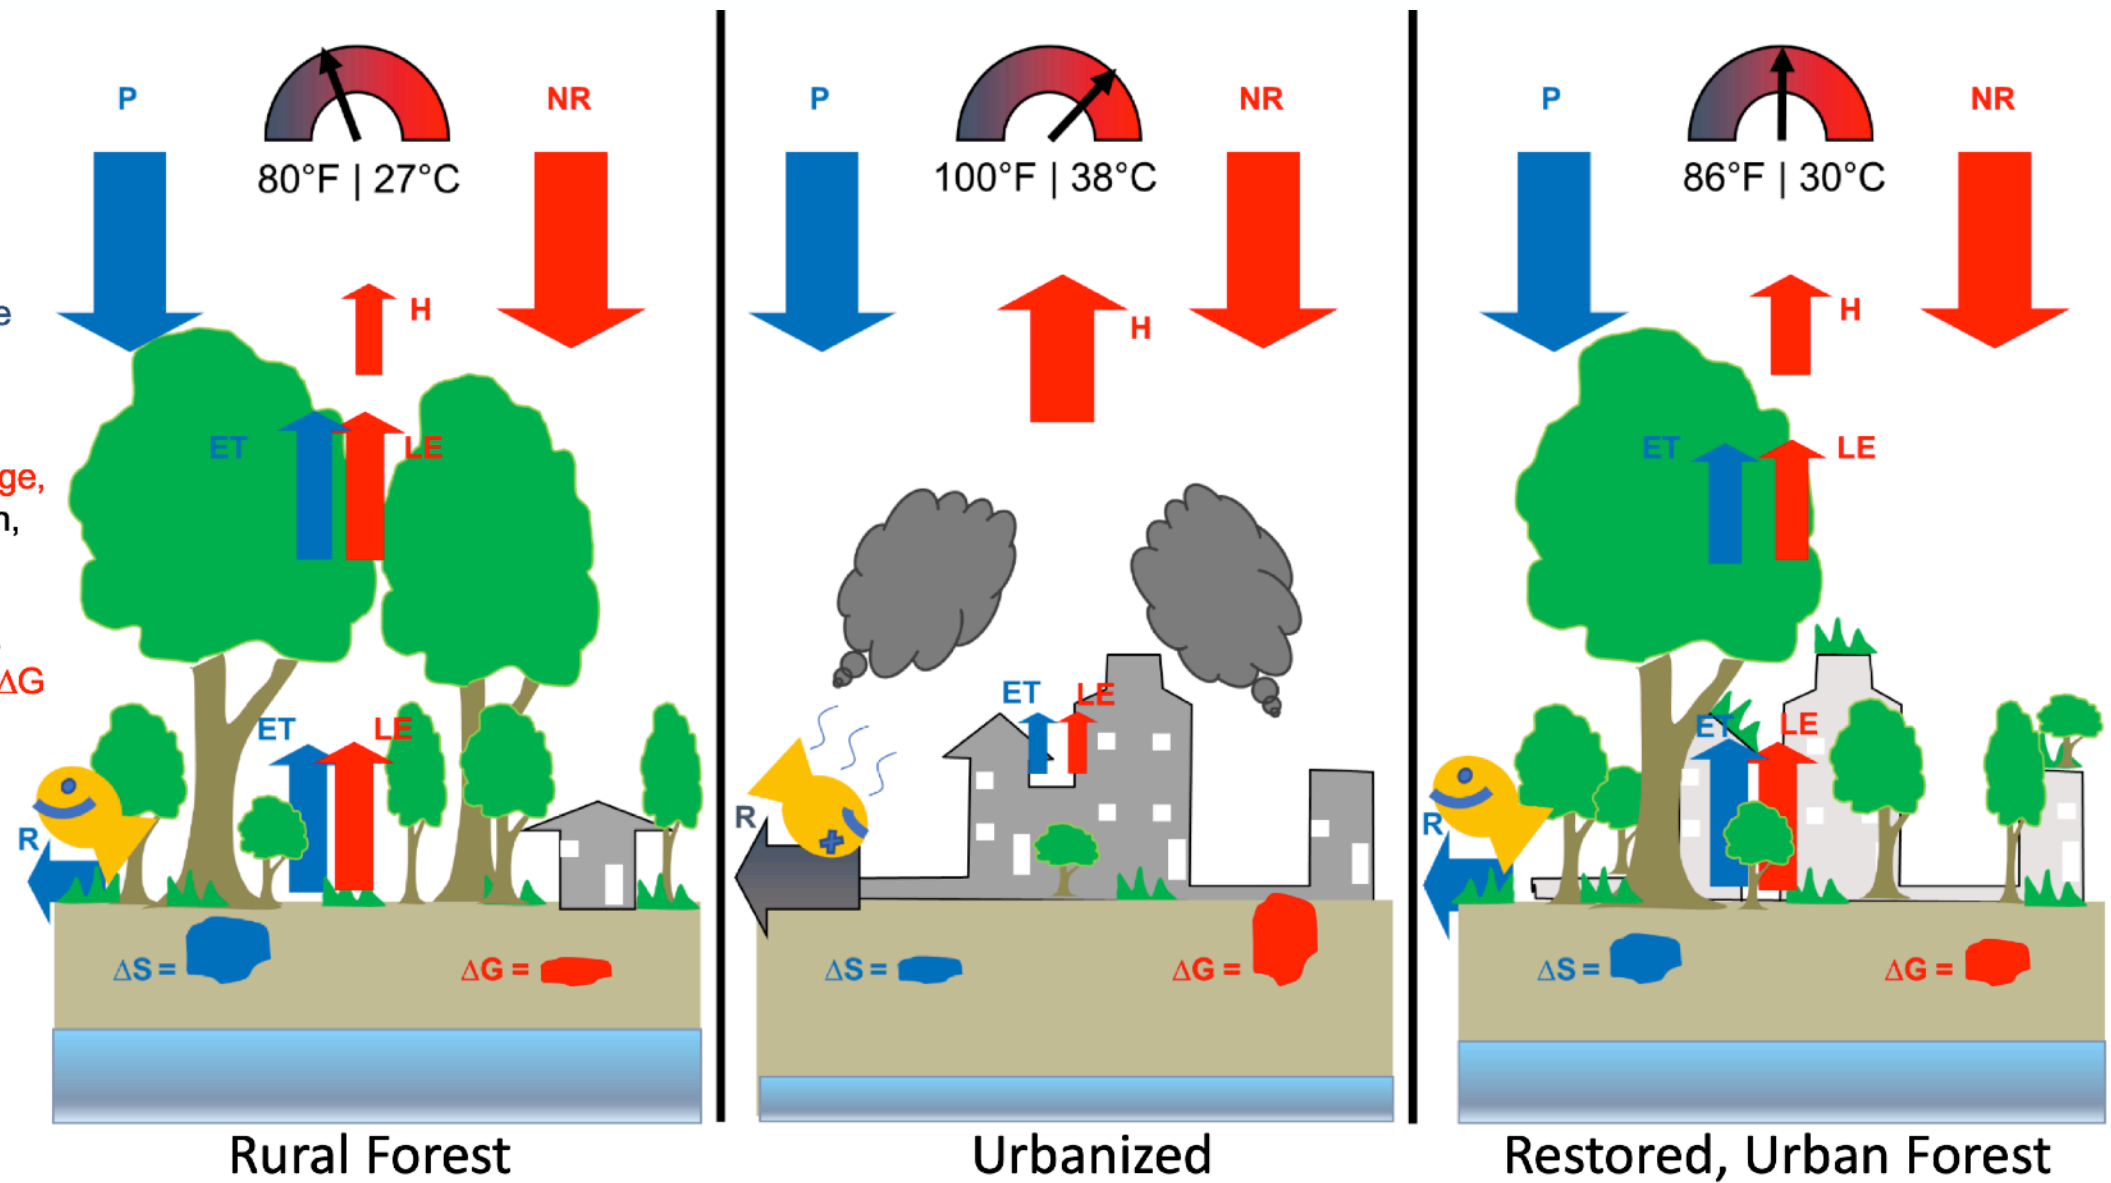 P
80°F | 27°C
NR
H
ET
LE
ET
LE
R
ΔS =
ΔG =
Rural Forest
P
100°F | 38°C
NR
H
ET
LE
R
ΔS =
ΔG =
Urbanized
P
86°F | 30°C
NR
H
ET
LE
ET
LE
R
ΔS =
ΔG =
Restored, Urban Forest
ΔG